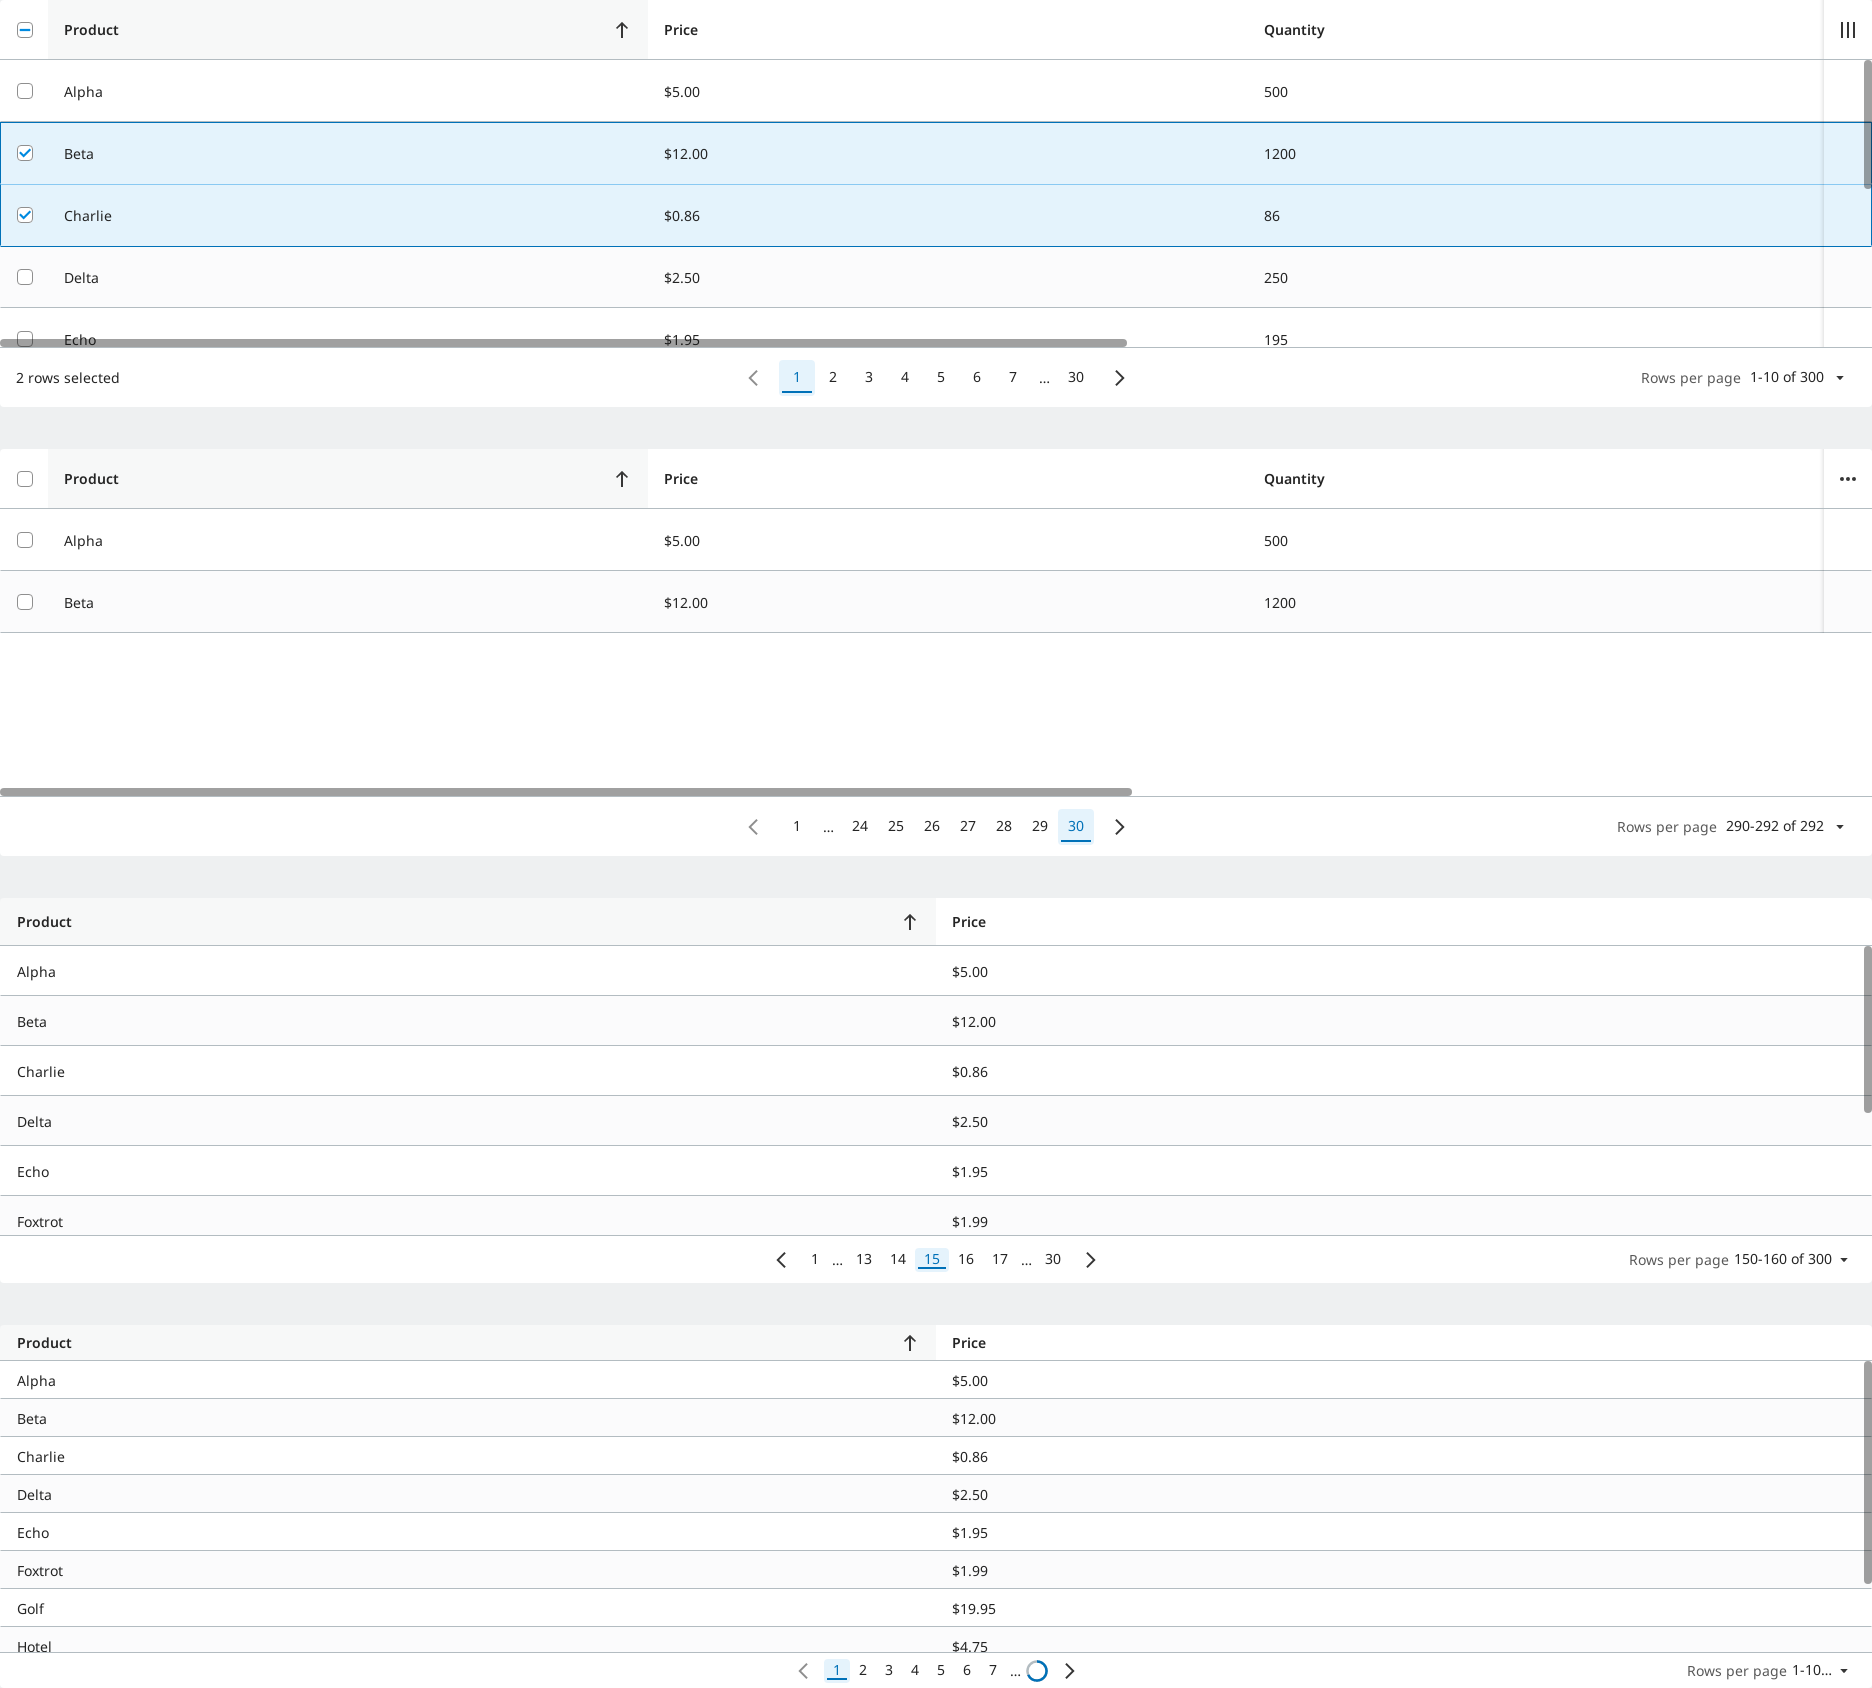 Product Price Quantity
Alpha $5.00 500
Beta $12.00 1200
Charlie $0.86 86
Delta $2.50 250
Echo $1.95 195
2 rows selected 1 2 3 4 5 6 7 ... 30 Rows per page 1-10 of 300
Product Price Quantity
Alpha $5.00 500
Beta $12.00 1200
1 ... 24 25 26 27 28 29 30 Rows per page 290-292 of 292
Product Price
Alpha $5.00
Beta $12.00
Charlie $0.86
Delta $2.50
Echo $1.95
Foxtrot $1.99
1 ... 13 14 15 16 17 ... 30 Rows per page 150-160 of 300
Product Price
Alpha $5.00
Beta $12.00
Charlie $0.86
Delta $2.50
Echo $1.95
Foxtrot $1.99
Golf $19.95
Hotel $4.75
1 2 3 4 5 6 7 ... Rows per page 1-10...